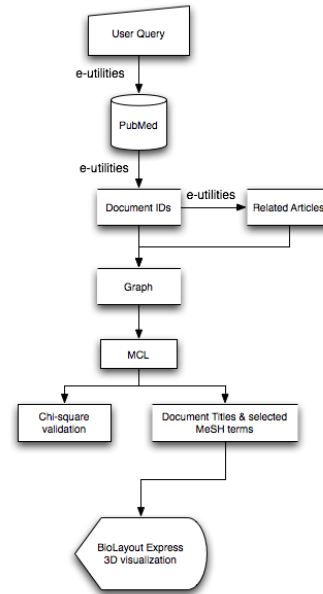 User Query
e-utilities
PubMed
e-utilities
e-utilities
Document IDs
Related Articles
Graph
MCL
Chi-square
validation
Document Titles & selected
MeSH terms
BioLayout Express
3D visualization